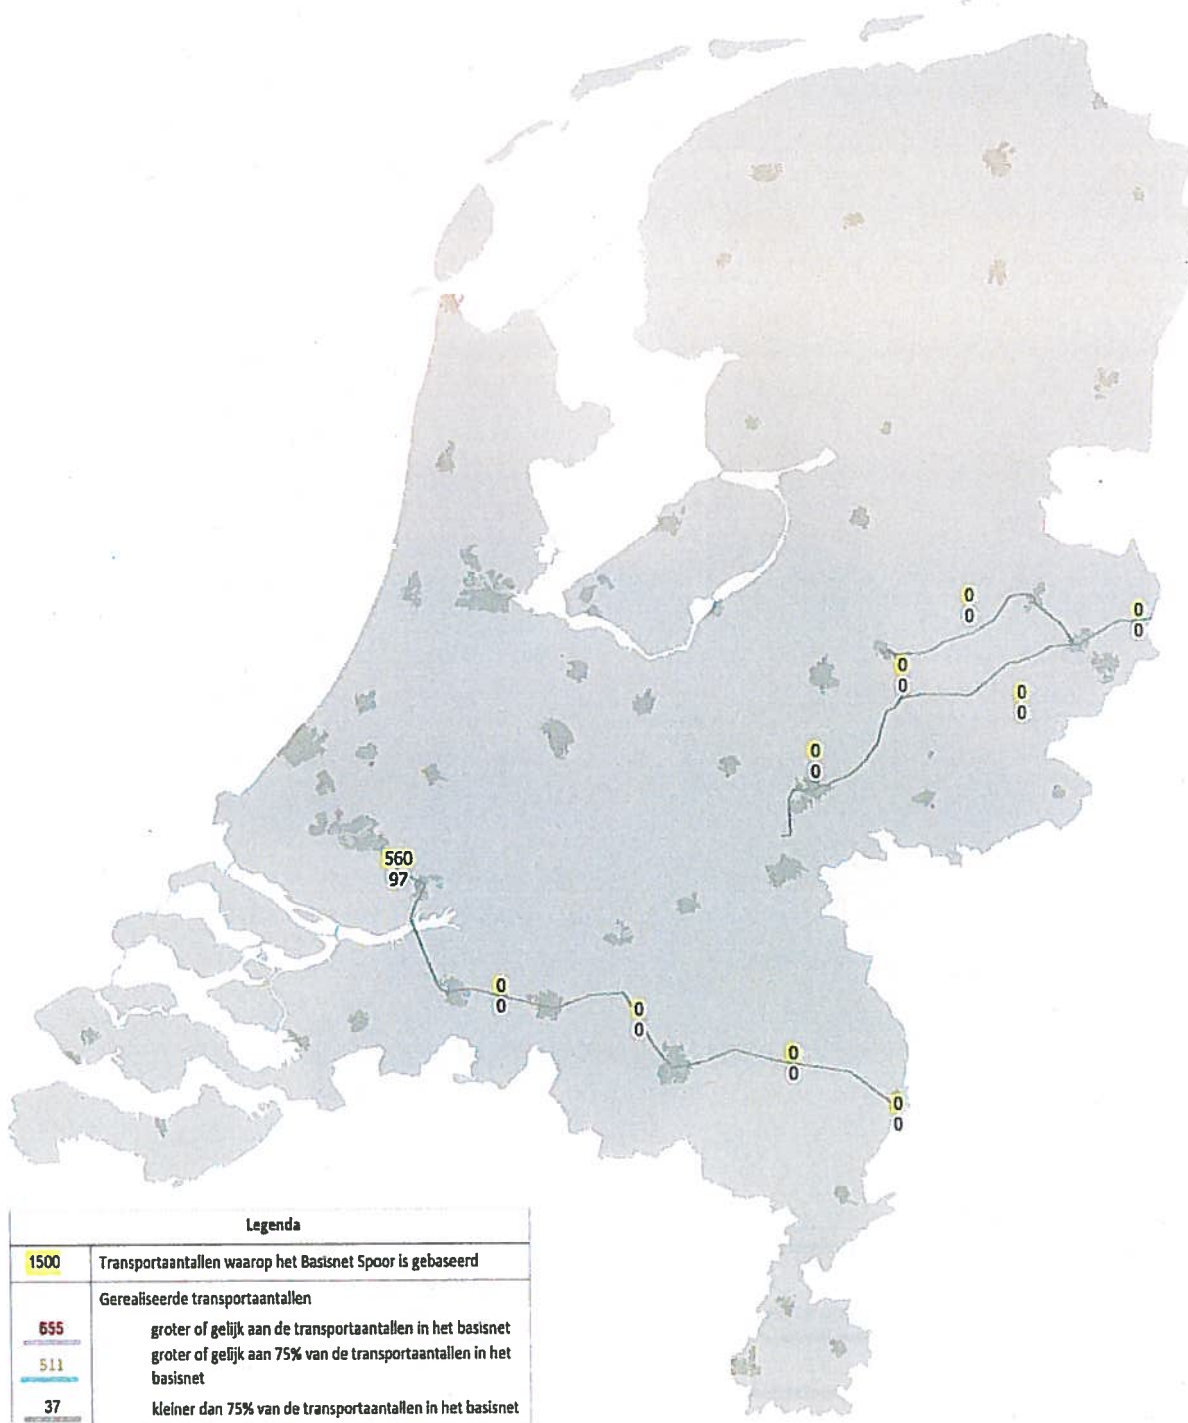 0
0
0
0
0
0
0
0
0
0
560
97
0
0
0
0
0
0
0
0
Legenda
1500 Transportaantallen waarop het Basisnet Spoor is gebaseerd
Gerealiseerde transportaantallen
655 groter of gelijk aan de transportaantallen in het basisnet
511 groter of gelijk aan 75% van de transportaantallen in het
basisnet
37 kleiner dan 75% van de transportaantallen in het basisnet